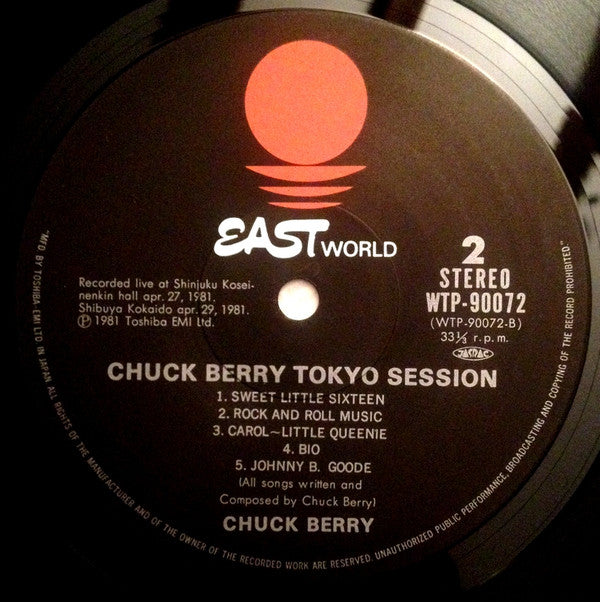 EAST WORLD
2
STEREO
WTP-90072
(WTP-90072-B)
33⅓ r.p.m.
JASRAC
Recorded live at Shinjuku Kosei-
nenkin hall apr. 27, 1981.
Shibuya Kokaido apr. 29, 1981.
Ⓟ 1981 Toshiba EMI Ltd.
CHUCK BERRY TOKYO SESSION
1. SWEET LITTLE SIXTEEN
2. ROCK AND ROLL MUSIC
3. CAROL~LITTLE QUEENIE
4. BIO
5. JOHNNY B. GOODE
(All songs written and
Composed by Chuck Berry)
CHUCK BERRY
"MFD BY TOSHIBA-EMI LTD IN JAPAN ALL RIGHTS OF THE MANUFACTURER AND OF THE OWNER OF THE RECORDED WORK ARE RESERVED. UNAUTHORIZED PUBLIC PERFORMANCE, BROADCASTING AND COPYING OF THE RECORD PROHIBITED."